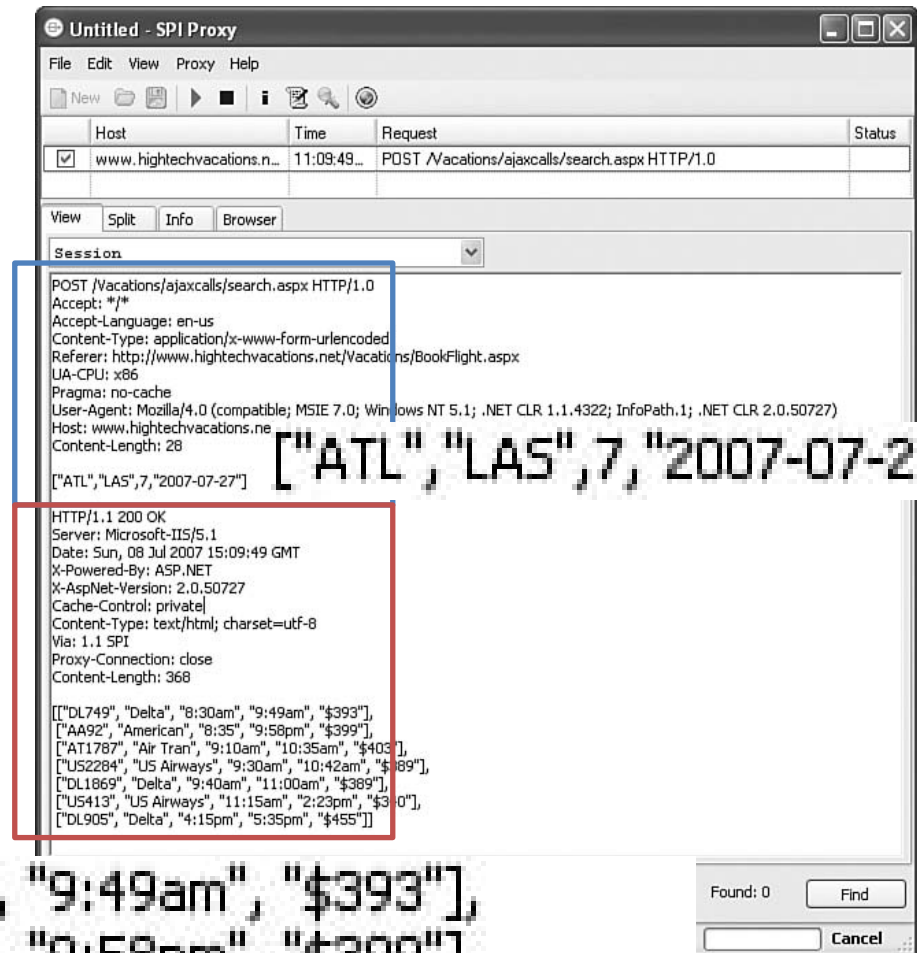 Untitled - SPI Proxy
File Edit View Proxy Help
New
Host Time Request Status
www.hightechvacations.n... 11:09:49... POST /Vacations/ajaxcalls/search.aspx HTTP/1.0
View Split Info Browser
Session
POST /Vacations/ajaxcalls/search.aspx HTTP/1.0
Accept: */*
Accept-Language: en-us
Content-Type: application/x-www-form-urlencoded
Referer: http://www.hightechvacations.net/Vacations/BookFlight.aspx
UA-CPU: x86
Pragma: no-cache
User-Agent: Mozilla/4.0 (compatible; MSIE 7.0; Windows NT 5.1; .NET CLR 1.1.4322; InfoPath.1; .NET CLR 2.0.50727)
Host: www.hightechvacations.ne
Content-Length: 28
["ATL","LAS",7,"2007-07-2
["ATL","LAS",7,"2007-07-27"]
HTTP/1.1 200 OK
Server: Microsoft-IIS/5.1
Date: Sun, 08 Jul 2007 15:09:49 GMT
X-Powered-By: ASP.NET
X-AspNet-Version: 2.0.50727
Cache-Control: private
Content-Type: text/html; charset=utf-8
Via: 1.1 SPI
Proxy-Connection: close
Content-Length: 368
[["DL749", "Delta", "8:30am", "9:49am", "$393"],
["AA92", "American", "8:35", "9:58pm", "$399"],
["AT1787", "Air Tran", "9:10am", "10:35am", "$403"],
["US2284", "US Airways", "9:30am", "10:42am", "$389"],
["DL1869", "Delta", "9:40am", "11:00am", "$389"],
["US413", "US Airways", "11:15am", "2:23pm",
["DL905", "Delta", "4:15pm", "5:35pm", "$455"]]
, "9:49am", "$393"],
"9:58pm", "$399"]
Found: 0 Find
Cancel